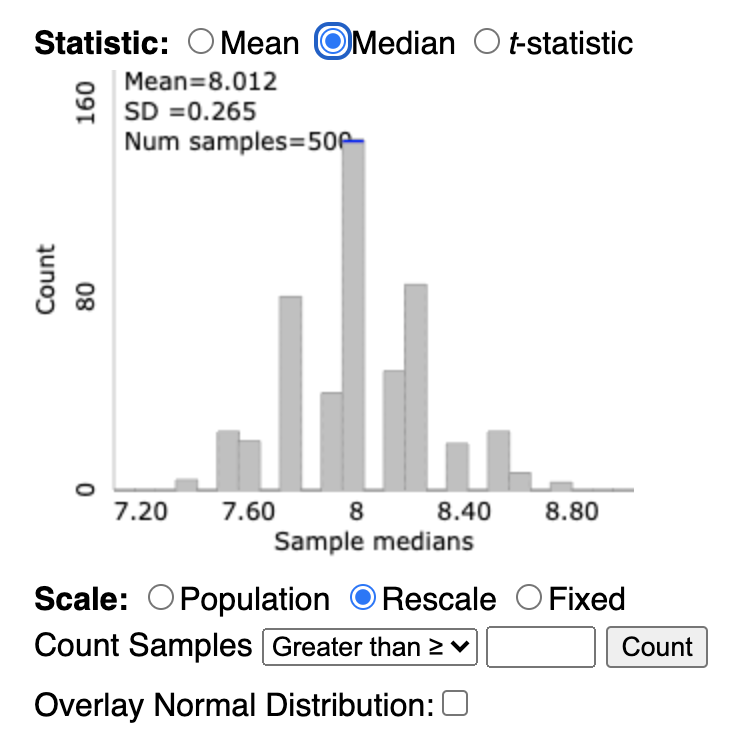 Statistic: Mean Median t-statistic
Mean=8.012
SD =0.265
Num samples=500
160
80
0
Count
7.20 7.60 8 8.40 8.80
Sample medians
Scale: Population Rescale Fixed
Count Samples Greater than ≥ Count
Overlay Normal Distribution: